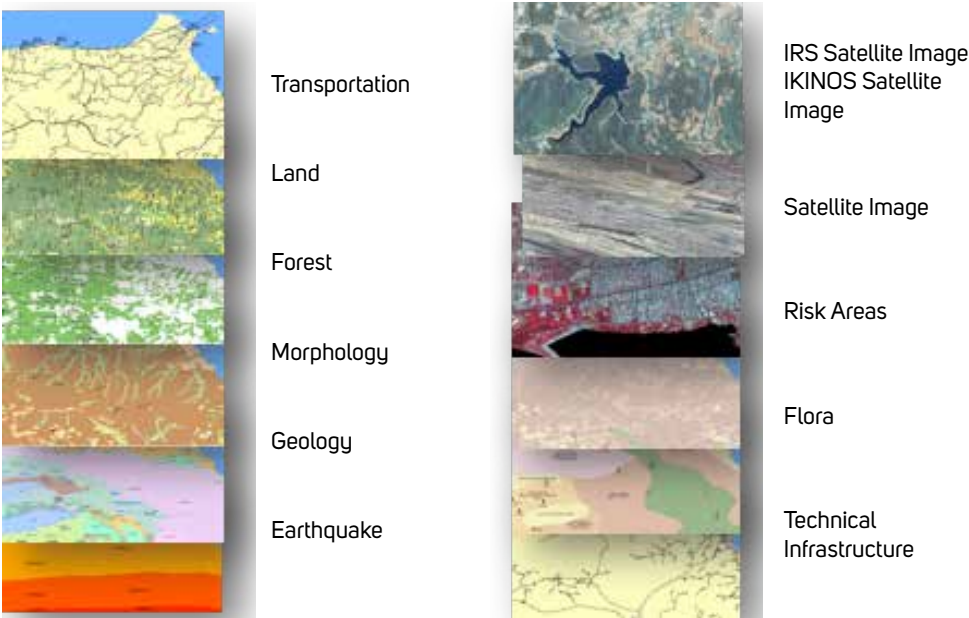 Transportation
Land
Forest
Morphology
Geology
Earthquake
IRS Satellite Image
IKINOS Satellite
Image
Satellite Image
Risk Areas
Flora
Technical
Infrastructure